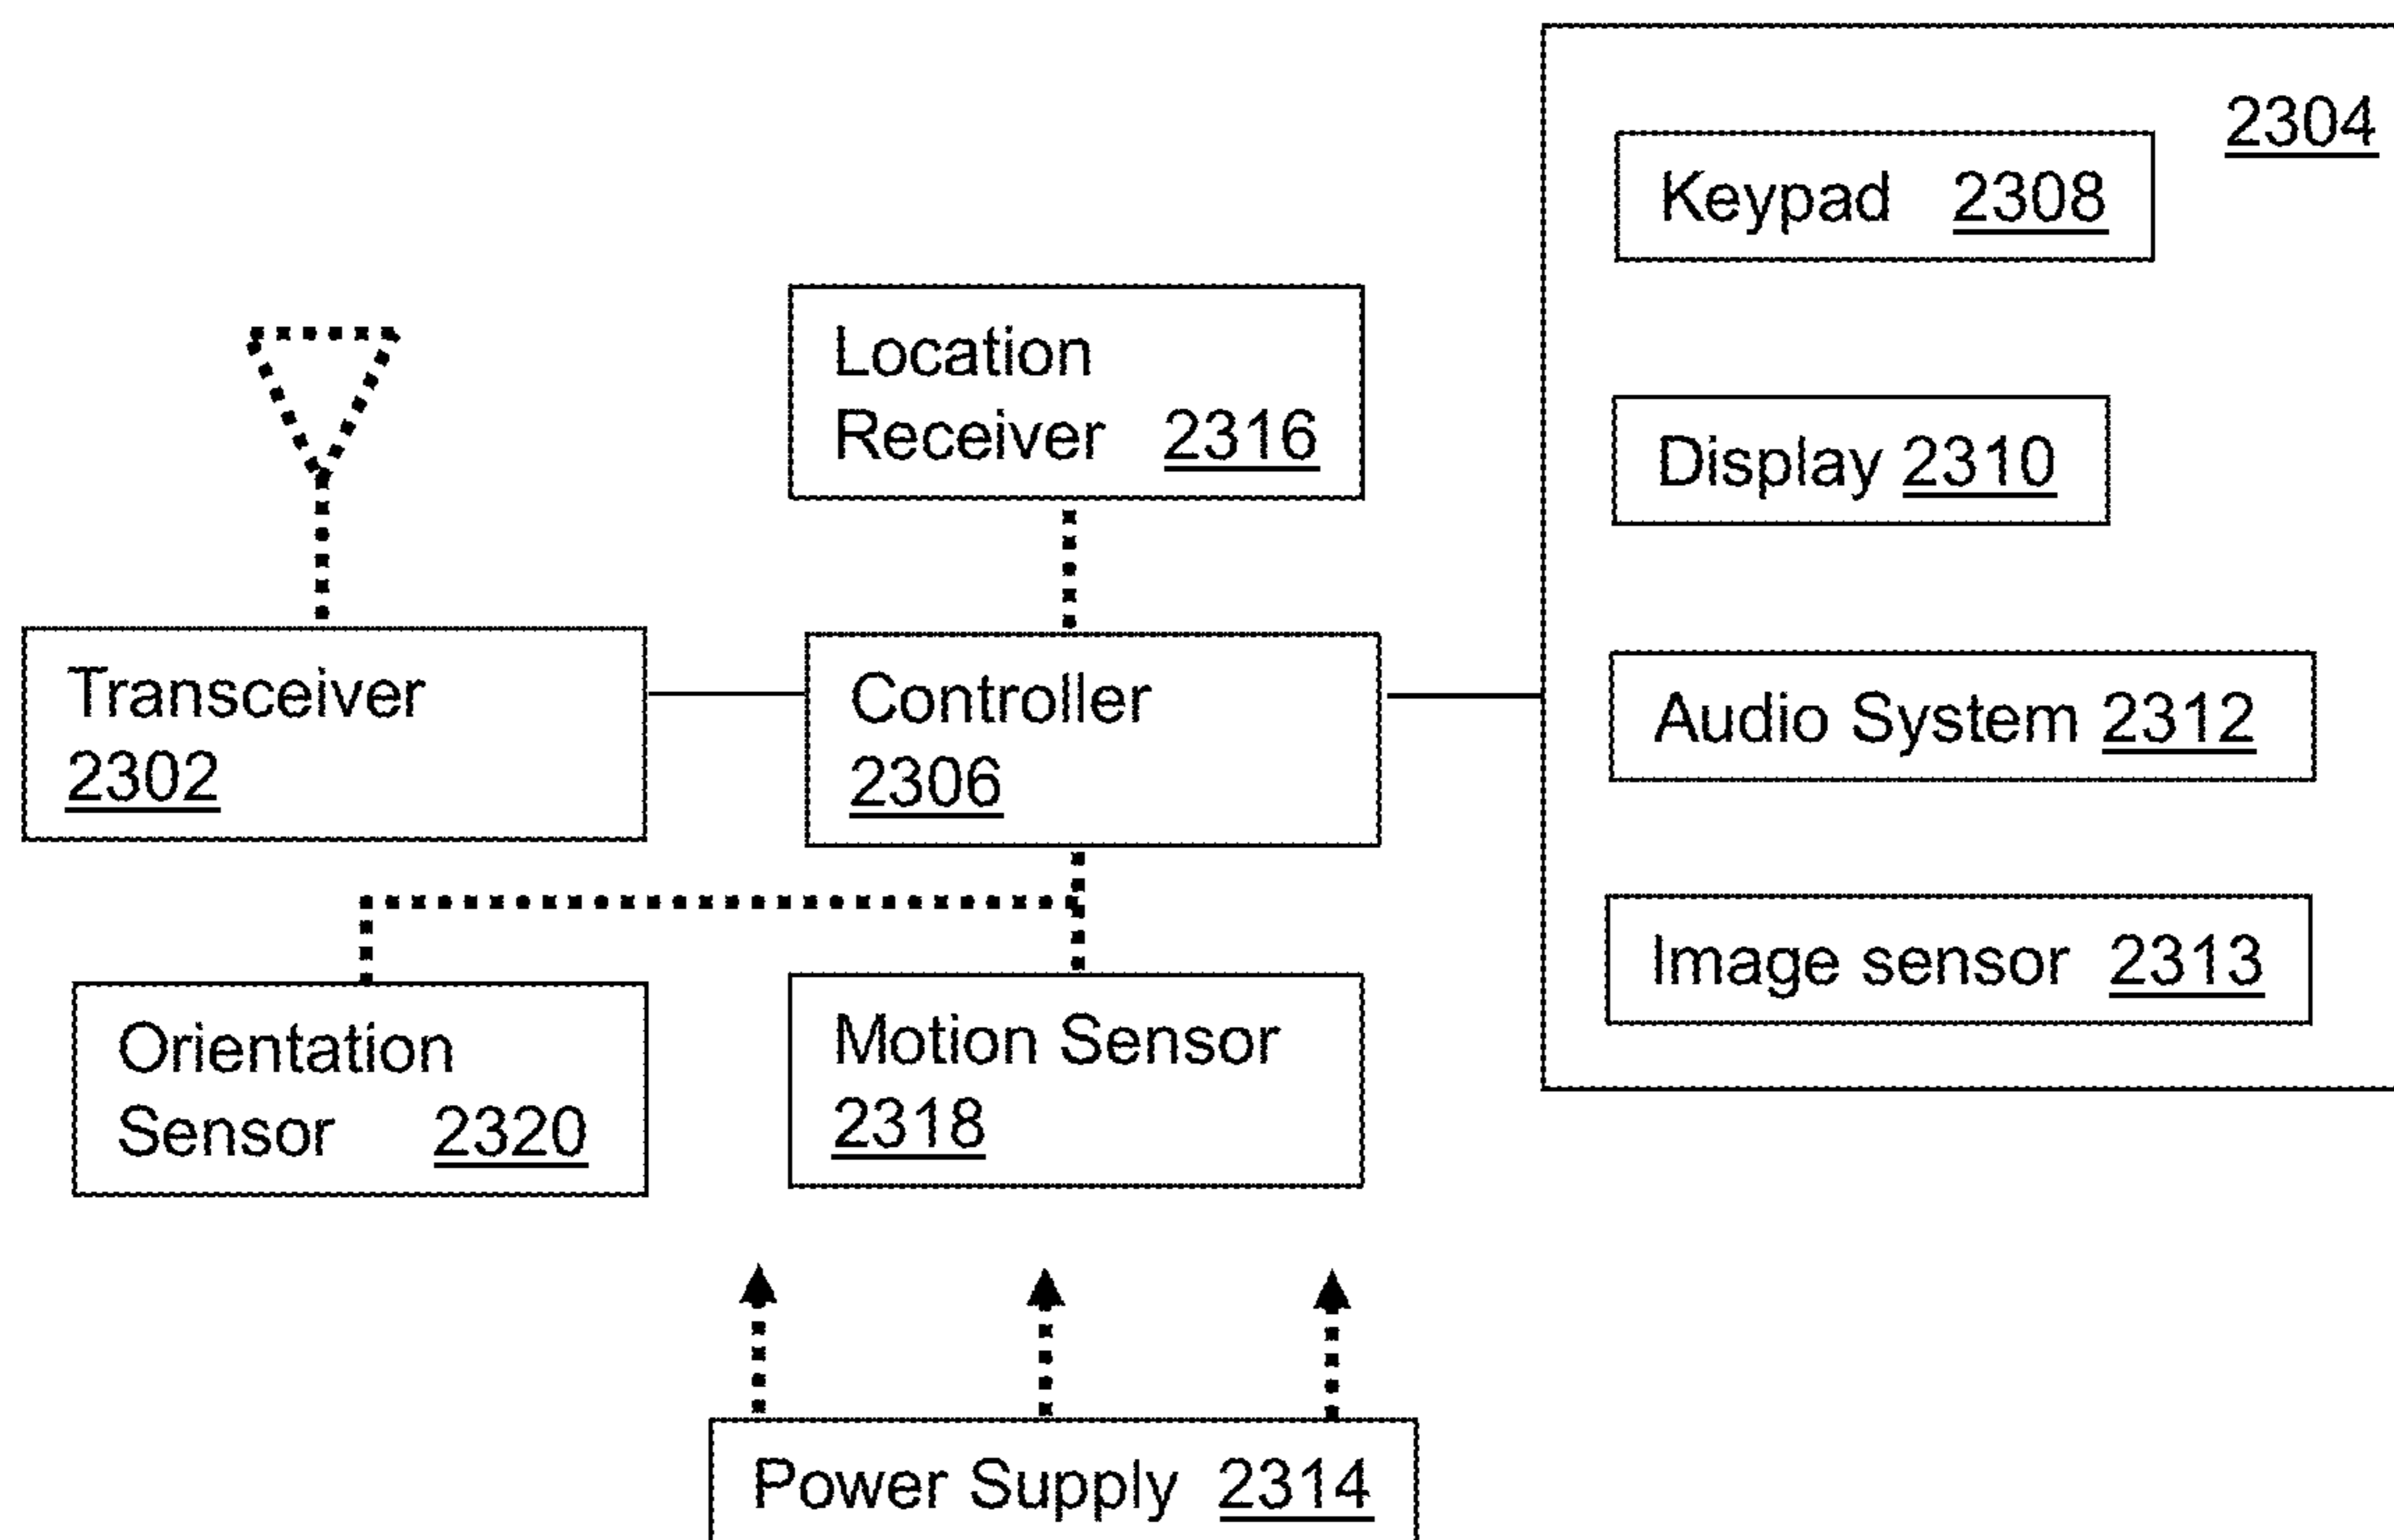 2304
Keypad 2308
Location
Receiver 2316
Display 2310
Transceiver
2302
Controller
2306
Audio System 2312
Image sensor 2313
Orientation
Sensor 2320
Motion Sensor
2318
Power Supply 2314